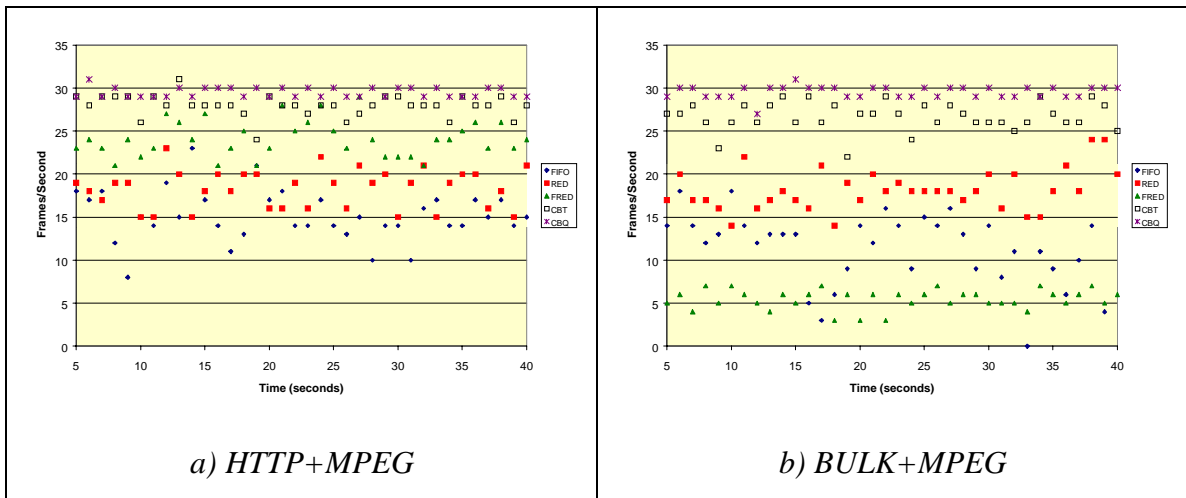 35
30
25
20
15
10
5
0
Frames/Second
5 10 15 20 25 30 35 40
Time (seconds)
FIFO
RED
FRED
CBT
CBQ
a) HTTP+MPEG
35
30
25
20
15
10
5
0
Frames/Second
5 10 15 20 25 30 35 40
Time (seconds)
FIFO
RED
FRED
CBT
CBQ
b) BULK+MPEG